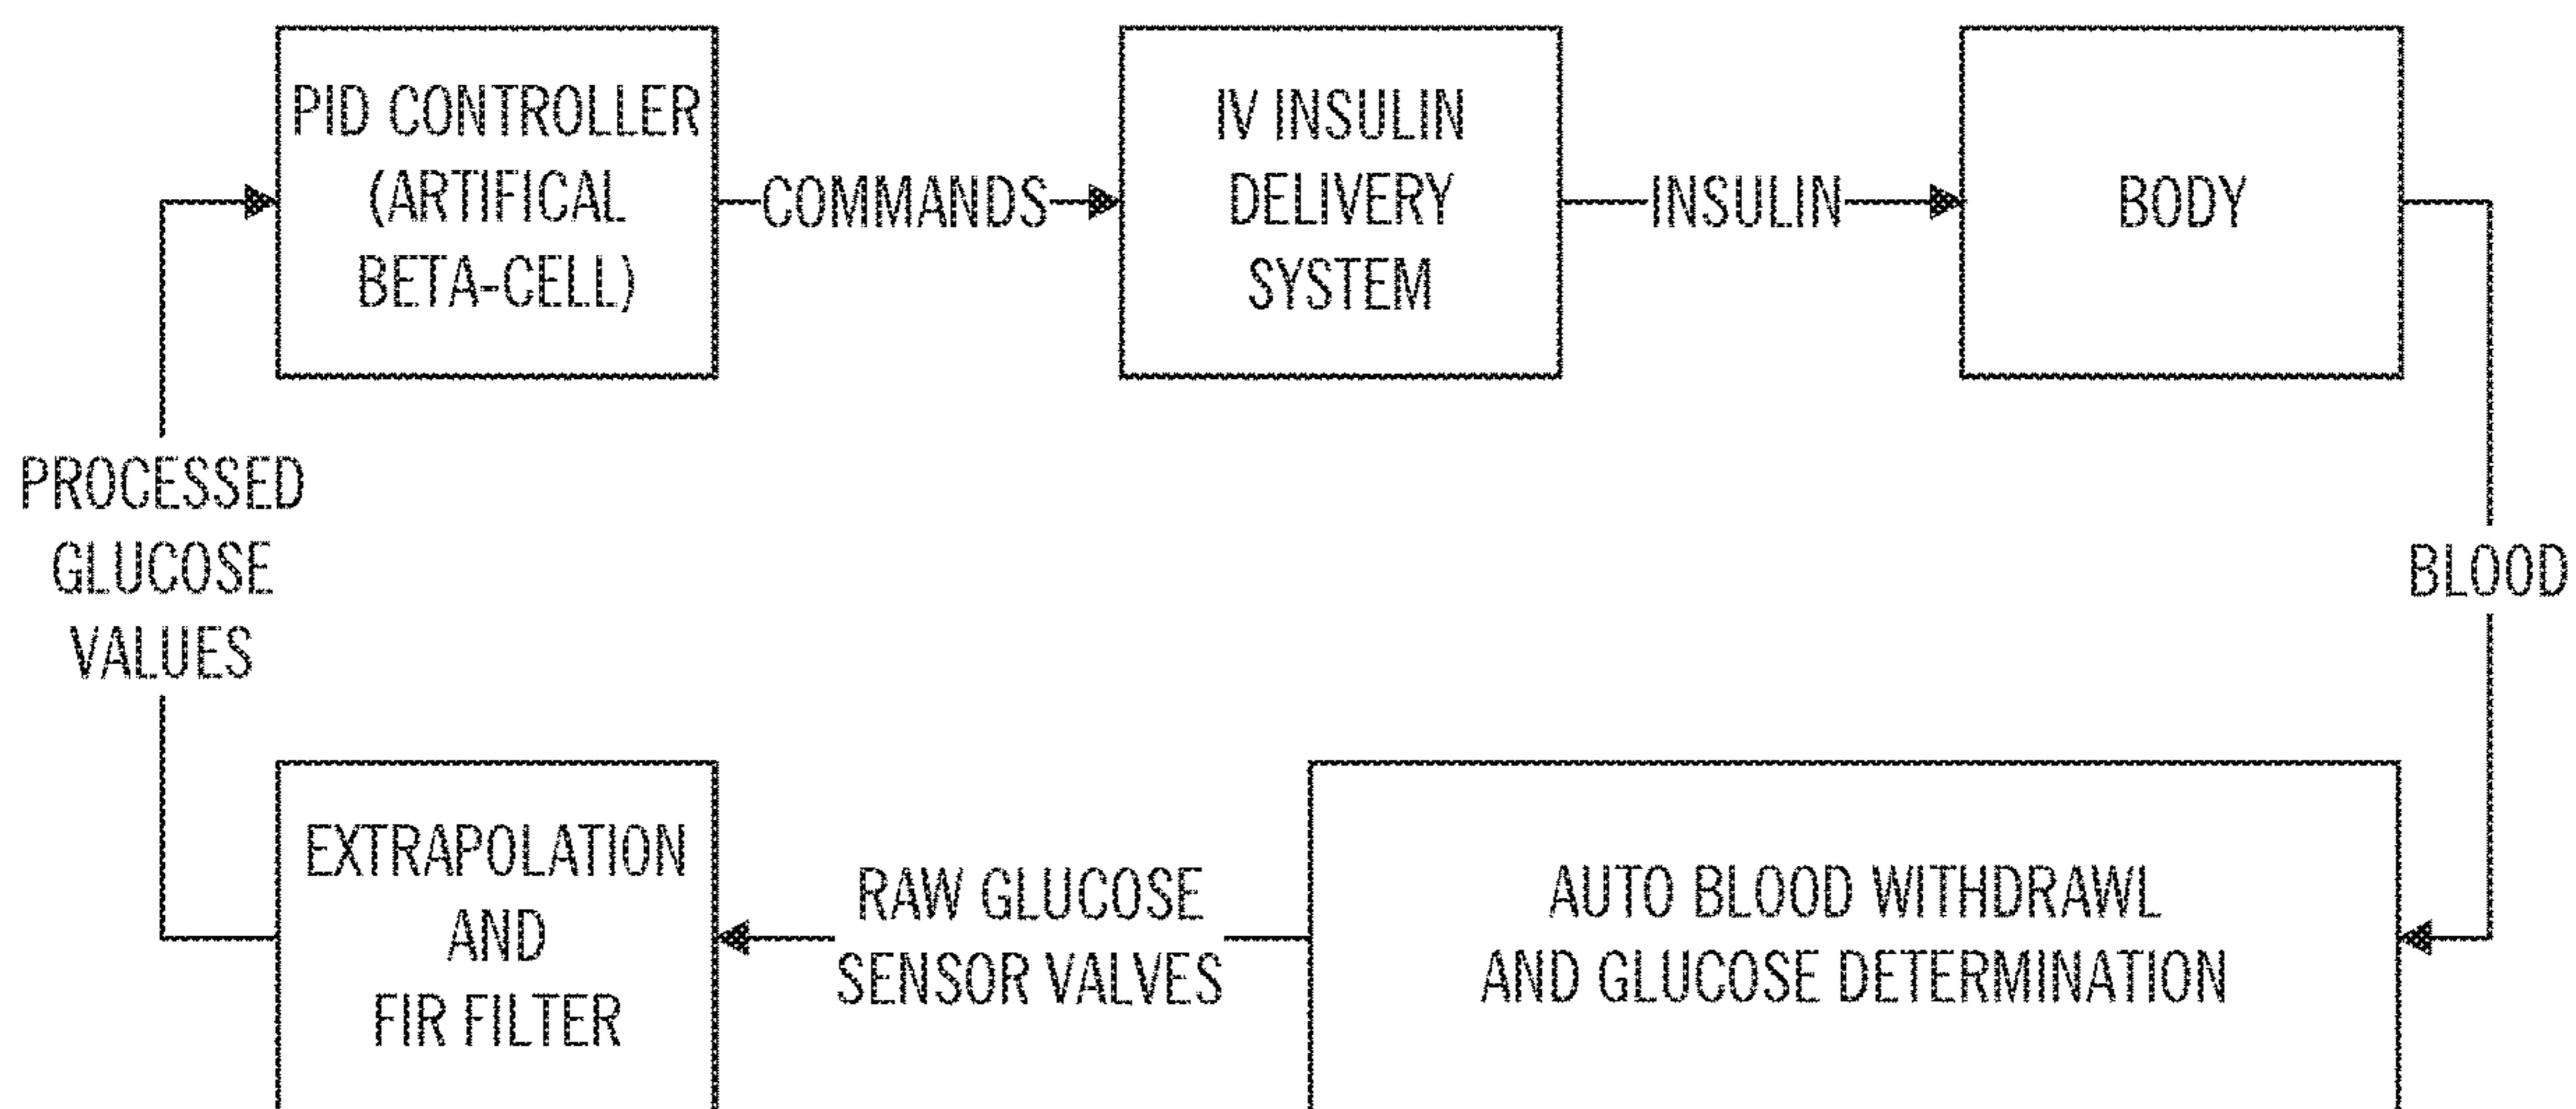 PID CONTROLLER
(ARTIFICAL
BETA-CELL)
COMMANDS
IV INSULIN
DELIVERY
SYSTEM
INSULIN
BODY
BLOOD
AUTO BLOOD WITHDRAWL
AND GLUCOSE DETERMINATION
RAW GLUCOSE
SENSOR VALVES
EXTRAPOLATION
AND
FIR FILTER
PROCESSED
GLUCOSE
VALUES